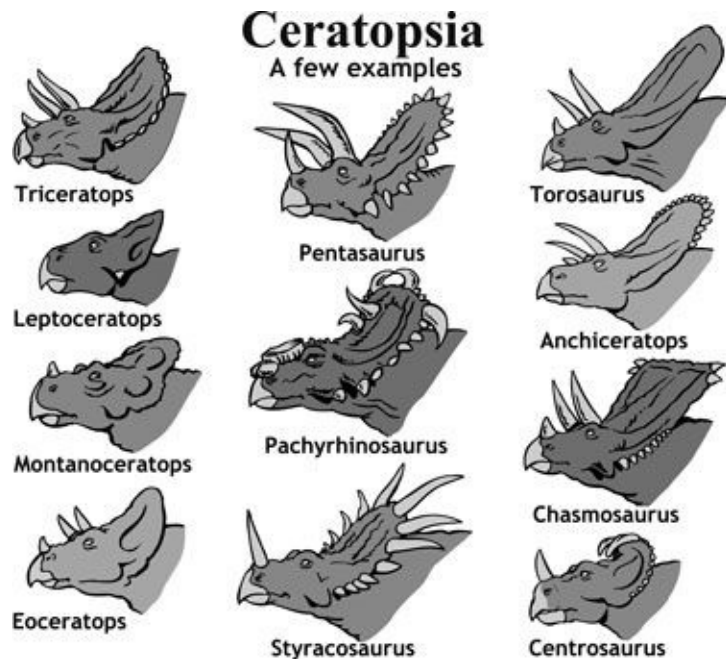 Ceratopsia
A few examples
Triceratops
Pentasaurus
Torosaurus
Leptoceratops
Anchiceratops
Montanoceratops
Pachyrhinosaurus
Chasmosaurus
Eoceratops
Styracosaurus
Centrosaurus